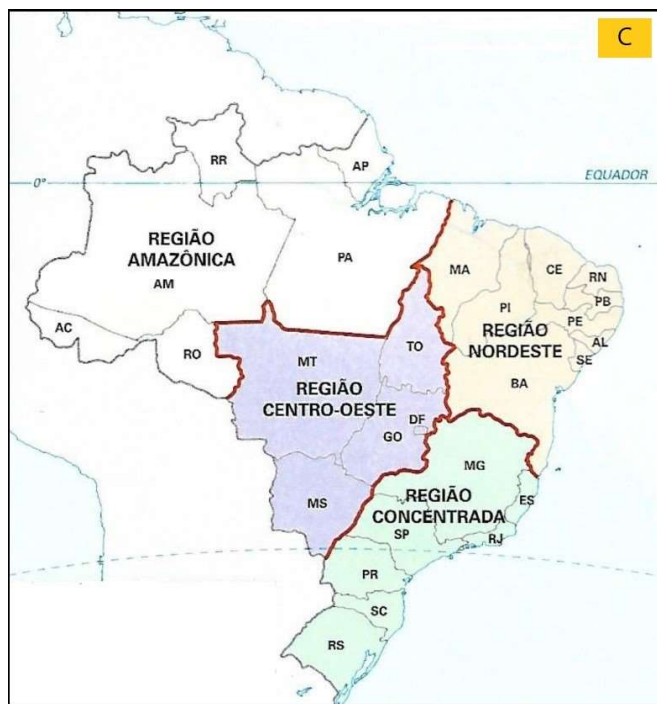 C
RR
AP
0°
EQUADOR
REGIÃO
AMAZÔNICA
AM
PA
MA
CE
RN
PB
PI
PE
AL
SE
REGIÃO
NORDESTE
AC
RO
TO
MT
BA
REGIÃO
CENTRO-OESTE
DF
GO
MG
MS
REGIÃO
CONCENTRADA
ES
SP
RJ
PR
SC
RS